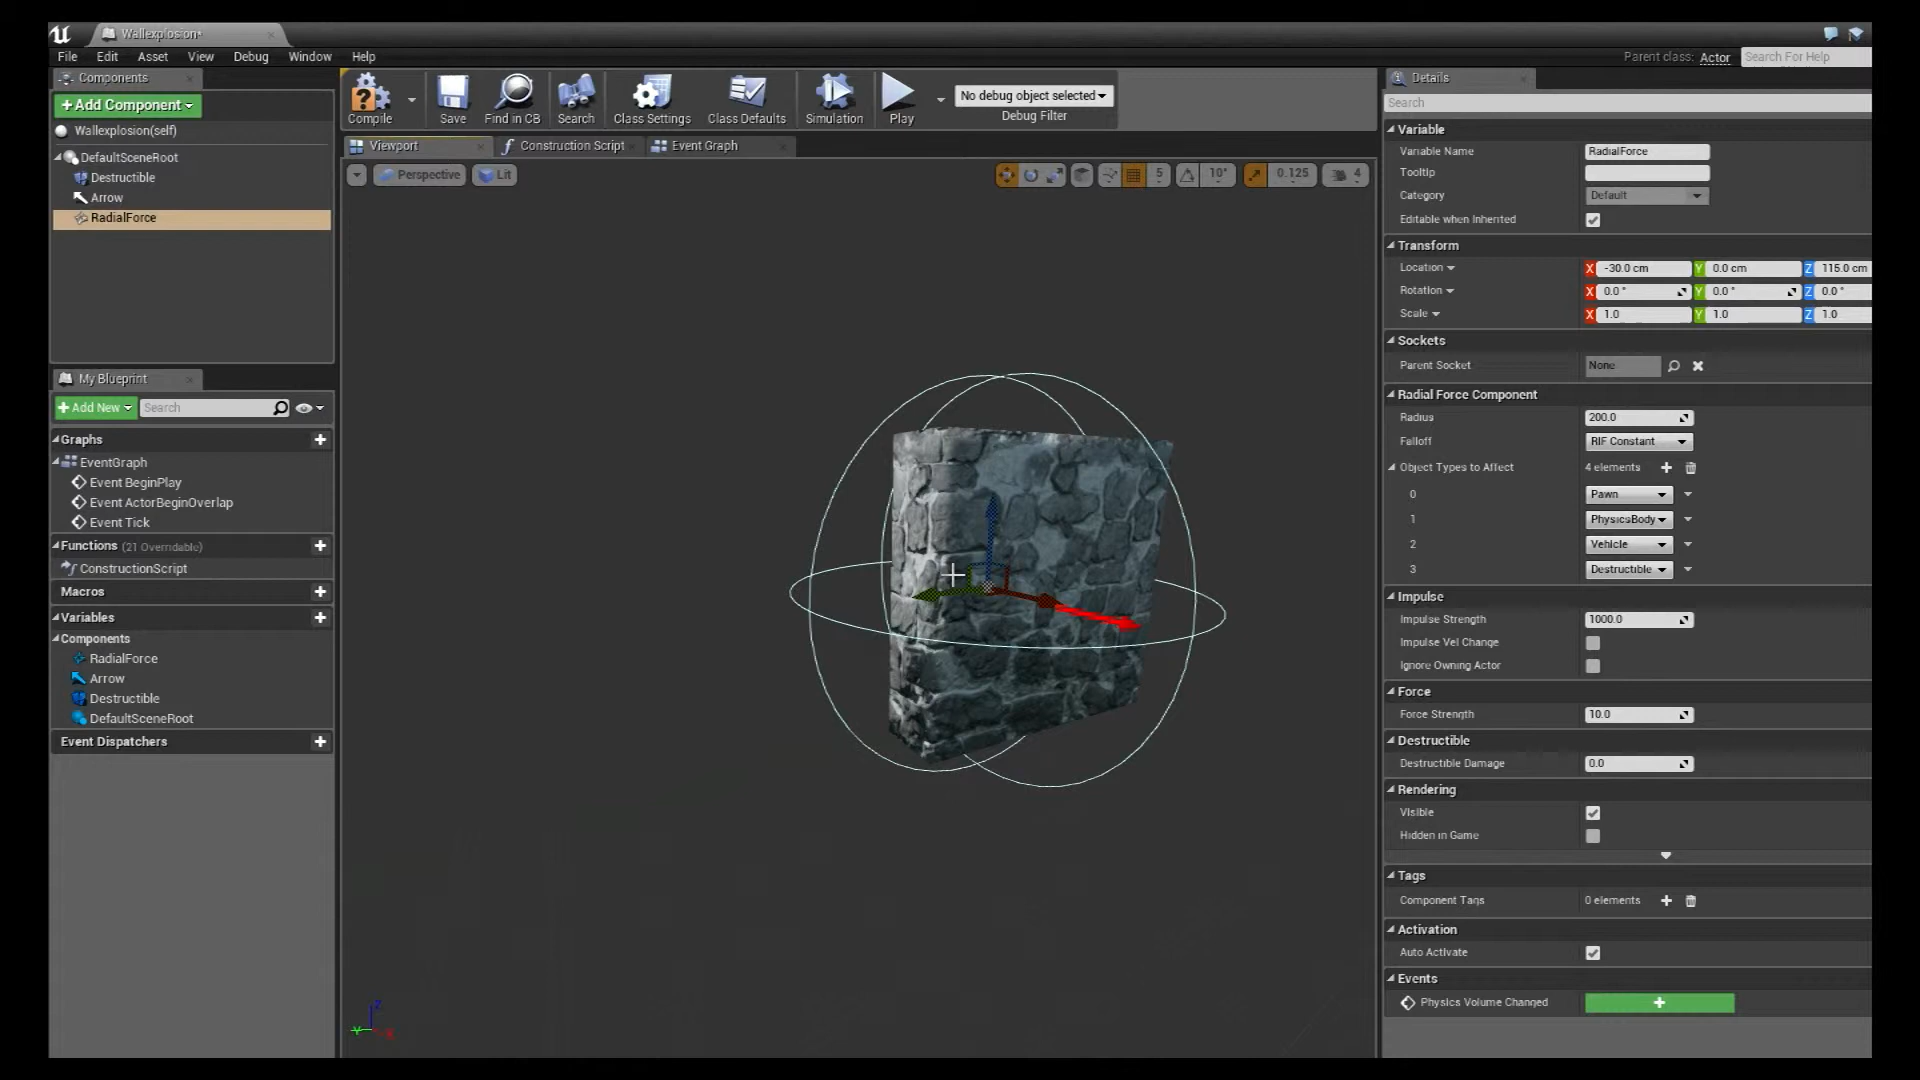 Wallexplosion*
File Edit Asset View Debug Window Help
Parent class: Actor Search For Help
Components
+Add Component
Wallexplosion(self)
DefaultSceneRoot
Destructible
Arrow
RadialForce
My Blueprint
+Add New Search
Graphs
EventGraph
Event BeginPlay
Event ActorBeginOverlap
Event Tick
Functions (21 Overridable)
ConstructionScript
Macros
Variables
Components
RadialForce
Arrow
Destructible
DefaultSceneRoot
Event Dispatchers
Compile Save Find in CB Search Class Settings Class Defaults Simulation Play
No debug object selected
Debug Filter
Viewport Construction Script Event Graph
Perspective Lit
5 10° 0.125 4
Z
Y X
Details
Search
Variable
Variable Name RadialForce
Tooltip
Category Default
Editable when Inherited
Transform
Location X -30.0 cm Y 0.0 cm Z 115.0 cm
Rotation X 0.0 ° Y 0.0 ° Z 0.0 °
Scale X 1.0 Y 1.0 Z 1.0
Sockets
Parent Socket None
Radial Force Component
Radius 200.0
Falloff RIF Constant
Object Types to Affect 4 elements
0 Pawn
1 PhysicsBody
2 Vehicle
3 Destructible
Impulse
Impulse Strength 1000.0
Impulse Vel Change
Ignore Owning Actor
Force
Force Strength 10.0
Destructible
Destructible Damage 0.0
Rendering
Visible
Hidden in Game
Tags
Component Tags 0 elements
Activation
Auto Activate
Events
Physics Volume Changed +